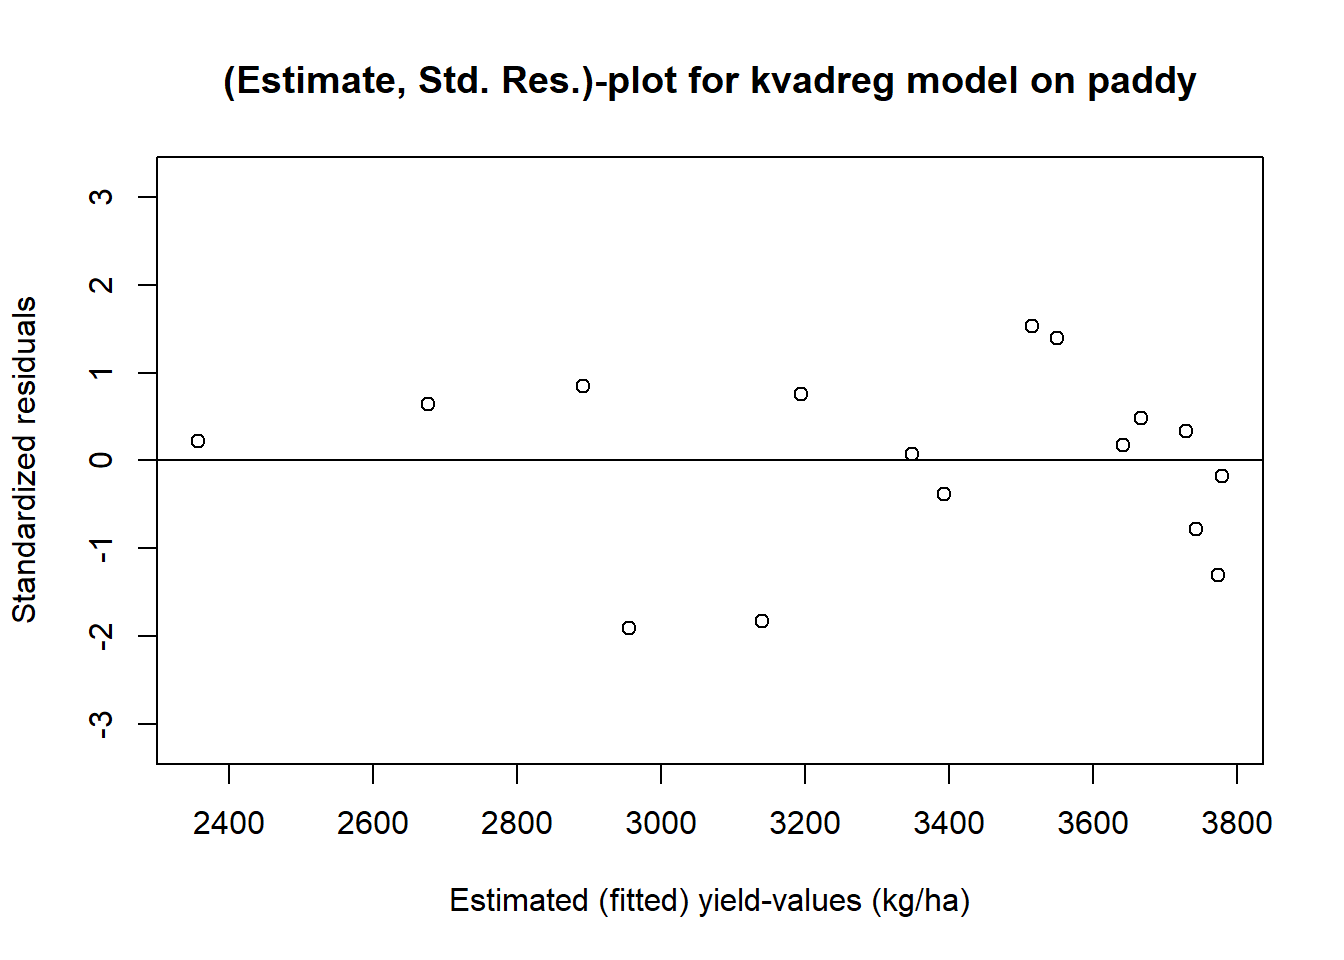 (Estimate, Std. Res.)-plot for kvadreg model on paddy
Standardized residuals
3
2
1
0
-1
-2
-3
2400 2600 2800 3000 3200 3400 3600 3800
Estimated (fitted) yield-values (kg/ha)